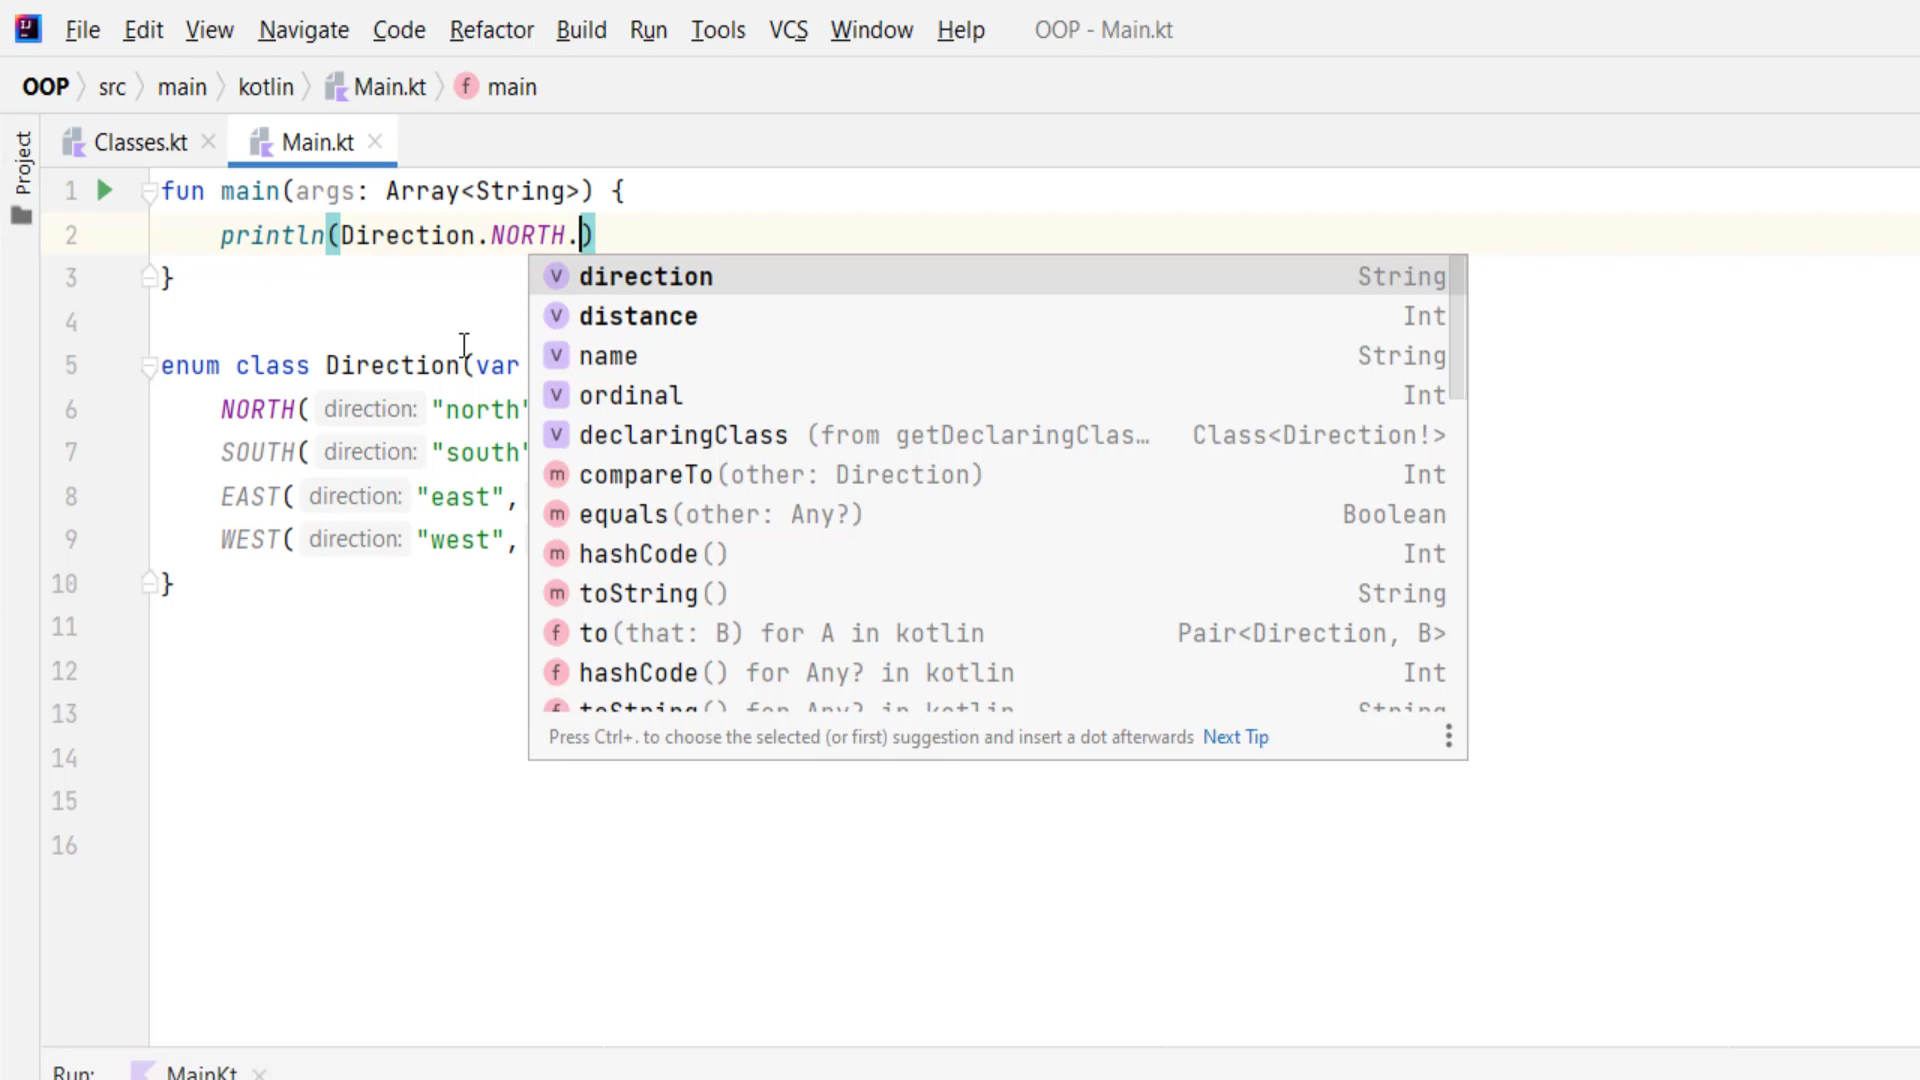 File Edit View Navigate Code Refactor Build Run Tools VCS Window Help OOP - Main.kt
OOP src main kotlin Main.kt f main
Project
Classes.kt Main.kt
1 fun main(args: Array<String>) {
2 println(Direction.NORTH.)
3 }
4
5 enum class Direction(var
6 NORTH( direction: "north"
7 SOUTH( direction: "south"
8 EAST( direction: "east",
9 WEST( direction: "west",
10 }
11
12
13
14
15
16
V direction String
V distance Int
V name String
V ordinal Int
V declaringClass (from getDeclaringClas… Class<Direction!>
m compareTo(other: Direction) Int
m equals(other: Any?) Boolean
m hashCode() Int
m toString() String
f to(that: B) for A in kotlin Pair<Direction, B>
f hashCode() for Any? in kotlin Int
f toString() for Any? in kotlin String
Press Ctrl+. to choose the selected (or first) suggestion and insert a dot afterwards Next Tip
Run: MainKt